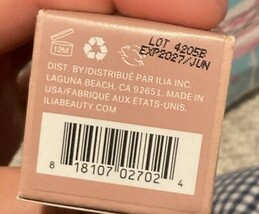 LOT 4205B
EXP2027/JUN
12M
DIST. BY/DISTRIBUÉ PAR ILIA INC.
LAGUNA BEACH, CA 92651. MADE IN
USA/FABRIQUÉ AUX ÉTATS-UNIS.
ILIABEAUTY.COM
8 18107 02702 4